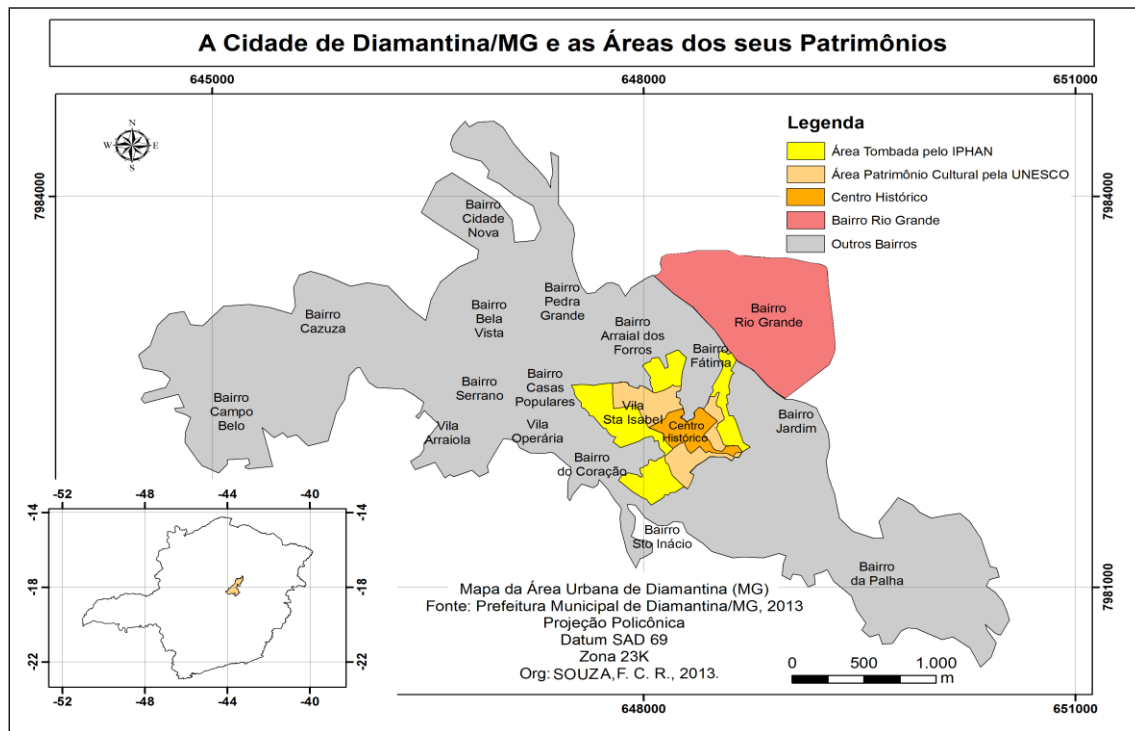 A Cidade de Diamantina/MG e as Áreas dos seus Patrimônios
645000
648000
651000
N
W
E
S
Legenda
Área Tombada pelo IPHAN
Área Patrimônio Cultural pela UNESCO
Centro Histórico
Bairro Rio Grande
Outros Bairros
7984000
7984000
Bairro
Cidade
Nova
Bairro
Pedra
Grande
Bairro
Rio Grande
Bairro
Cazuza
Bairro
Bela
Vista
Bairro
Arraial dos
Forros
Bairro
Fátima
Bairro
Campo
Belo
Bairro
Serrano
Bairro
Casas
Populares
Vila
Sta Isabel
Bairro
Jardim
Vila
Arraiola
Vila
Operária
Centro
Histórico
Bairro
do Coração
Bairro
Sto Inácio
Bairro
da Palha
-52
-48
-44
-40
-14
-14
-18
-18
-22
-22
-52
-48
-44
-40
7981000
Mapa da Área Urbana de Diamantina (MG)
Fonte: Prefeitura Municipal de Diamantina/MG, 2013
Projeção Policônica
Datum SAD 69
Zona 23K
Org: SOUZA, F. C. R., 2013.
0
500
1.000
m
648000
651000